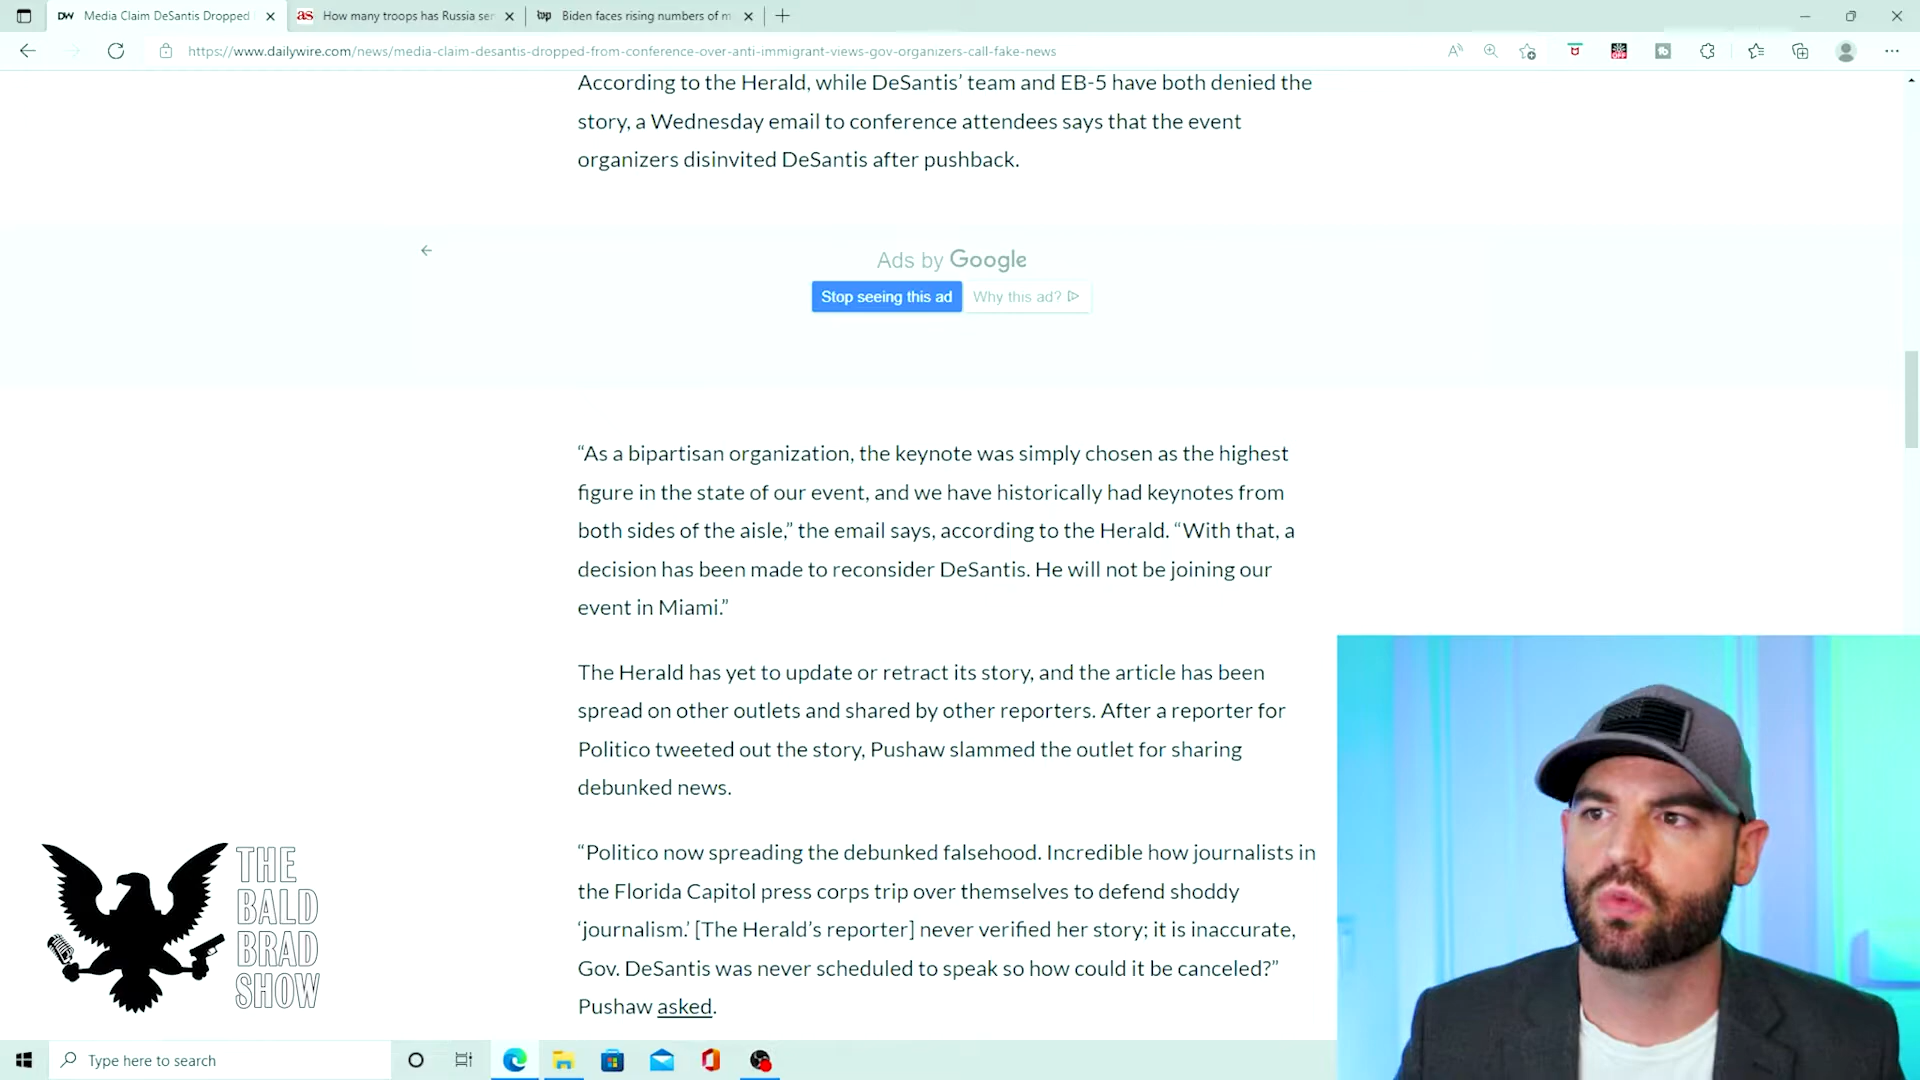 DW Media Claim DeSantis Dropped
as How many troops has Russia ser
twp Biden faces rising numbers of m
https://www.dailywire.com/news/media-claim-desantis-dropped-from-conference-over-anti-immigrant-views-gov-organizers-call-fake-news
According to the Herald, while DeSantis’ team and EB-5 have both denied the
story, a Wednesday email to conference attendees says that the event
organizers disinvited DeSantis after pushback.
Ads by Google
Stop seeing this ad
Why this ad?
“As a bipartisan organization, the keynote was simply chosen as the highest
figure in the state of our event, and we have historically had keynotes from
both sides of the aisle,” the email says, according to the Herald. “With that, a
decision has been made to reconsider DeSantis. He will not be joining our
event in Miami.”
The Herald has yet to update or retract its story, and the article has been
spread on other outlets and shared by other reporters. After a reporter for
Politico tweeted out the story, Pushaw slammed the outlet for sharing
debunked news.
“Politico now spreading the debunked falsehood. Incredible how journalists in
the Florida Capitol press corps trip over themselves to defend shoddy
‘journalism.’ [The Herald’s reporter] never verified her story; it is inaccurate,
Gov. DeSantis was never scheduled to speak so how could it be canceled?”
Pushaw asked.
THE
BALD
BRAD
SHOW
Type here to search